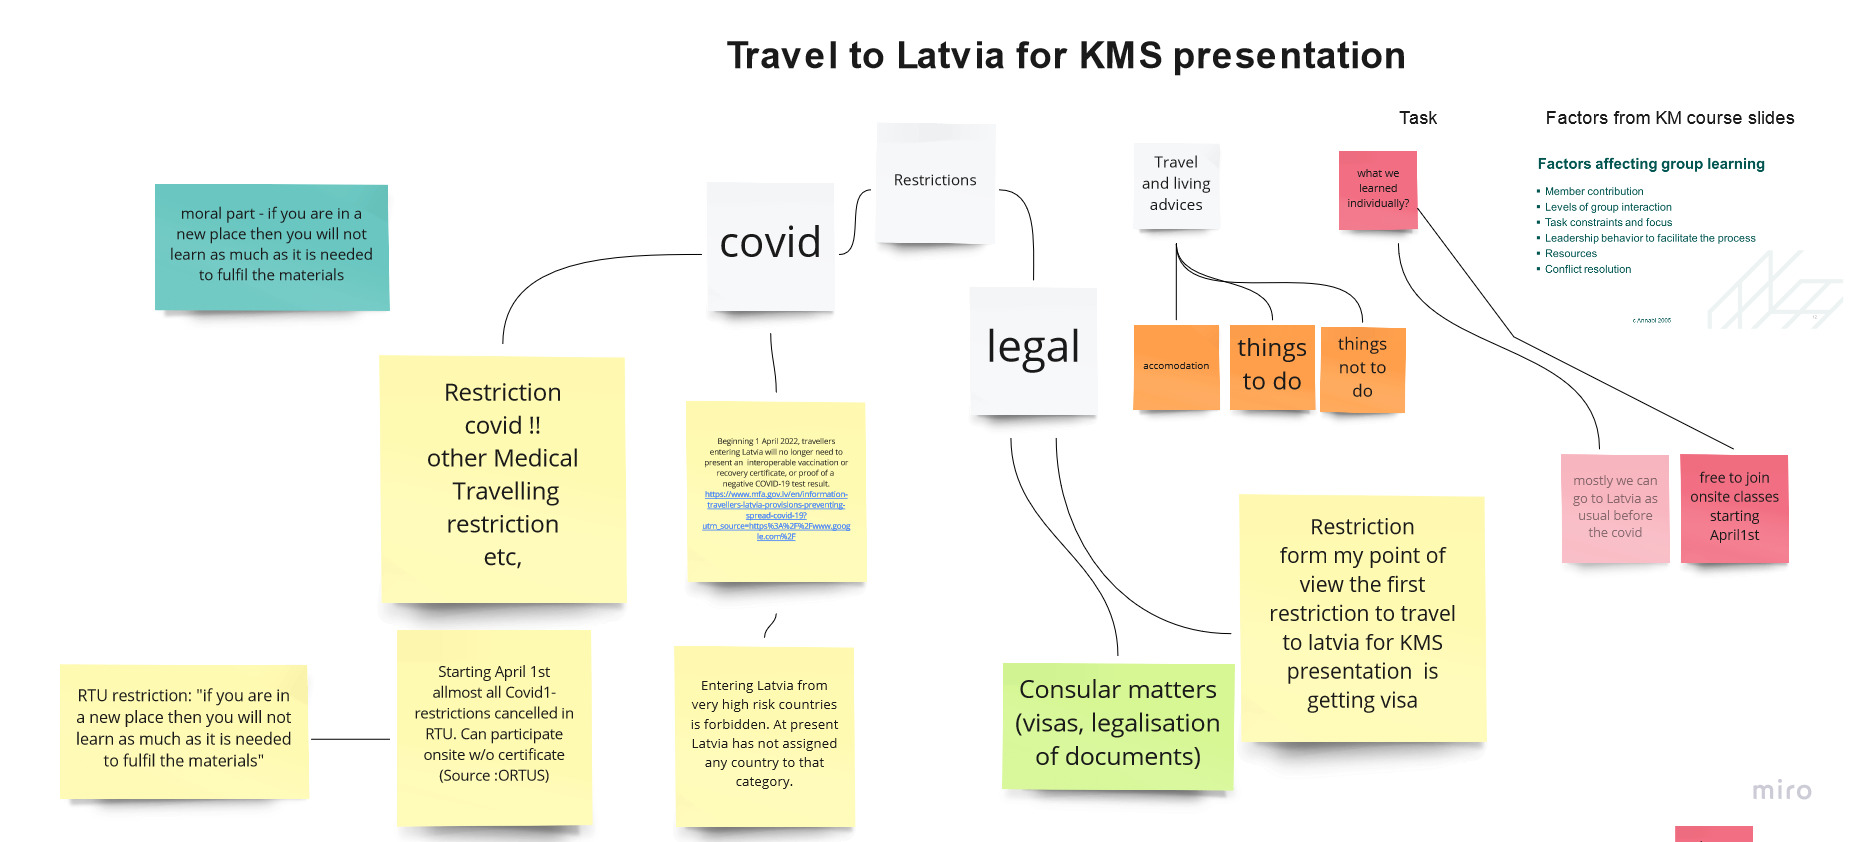 Travel to Latvia for KMS presentation
Task
Factors from KM course slides
Restrictions
covid
legal
Travel
and living
advices
what we
learned
individually?
Factors affecting group learning
▪ Member contribution
▪ Levels of group interaction
▪ Task constraints and focus
▪ Leadership behavior to facilitate the process
▪ Resources
▪ Conflict resolution
c Annabi 2005
12
moral part - if you are in a
new place then you will not
learn as much as it is needed
to fulfil the materials
Restriction
covid !!
other Medical
Travelling
restriction
etc,
Beginning 1 April 2022, travellers
entering Latvia will no longer need to
present an interoperable vaccination or
recovery certificate, or proof of a
negative COVID-19 test result.
https://www.mfa.gov.lv/en/information-
travellers-latvia-provisions-preventing-
spread-covid-19?
utm_source=https%3A%2F%2Fwww.goog
le.com%2F
accomodation
things
to do
things
not to
do
mostly we can
go to Latvia as
usual before
the covid
free to join
onsite classes
starting
April1st
RTU restriction: "if you are in
a new place then you will not
learn as much as it is needed
to fulfil the materials"
Starting April 1st
allmost all Covid1-
restrictions cancelled in
RTU. Can participate
onsite w/o certificate
(Source :ORTUS)
Entering Latvia from
very high risk countries
is forbidden. At present
Latvia has not assigned
any country to that
category.
Consular matters
(visas, legalisation
of documents)
Restriction
form my point of
view the first
restriction to travel
to latvia for KMS
presentation is
getting visa
miro